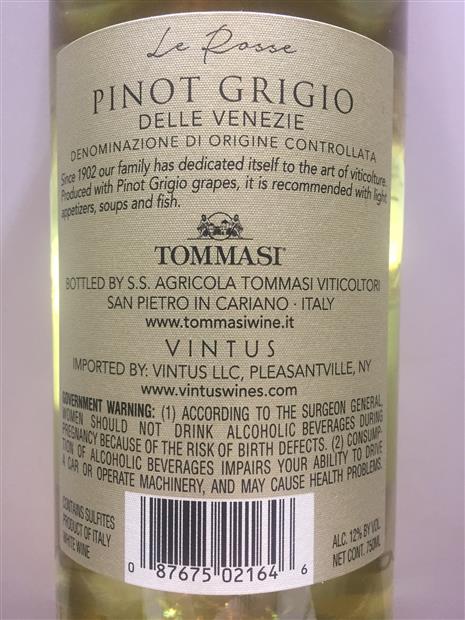 Le Rosse
PINOT GRIGIO
DELLE VENEZIE
DENOMINAZIONE DI ORIGINE CONTROLLATA
Since 1902 our family has dedicated itself to the art of viticulture.
Produced with Pinot Grigio grapes, it is recommended with light
appetizers, soups and fish.
TOMMASI
BOTTLED BY S.S. AGRICOLA TOMMASI VITICOLTORI
SAN PIETRO IN CARIANO · ITALY
www.tommasiwine.it
VINTUS
IMPORTED BY: VINTUS LLC, PLEASANTVILLE, NY
www.vintuswines.com
GOVERNMENT WARNING: (1) ACCORDING TO THE SURGEON GENERAL,
WOMEN SHOULD NOT DRINK ALCOHOLIC BEVERAGES DURING
PREGNANCY BECAUSE OF THE RISK OF BIRTH DEFECTS. (2) CONSUMP-
TION OF ALCOHOLIC BEVERAGES IMPAIRS YOUR ABILITY TO DRIVE
A CAR OR OPERATE MACHINERY, AND MAY CAUSE HEALTH PROBLEMS.
CONTAINS SULFITES
PRODUCT OF ITALY
WHITE WINE
0 87675 02164 6
ALC. 12% BY VOL.
NET CONT. 750ML